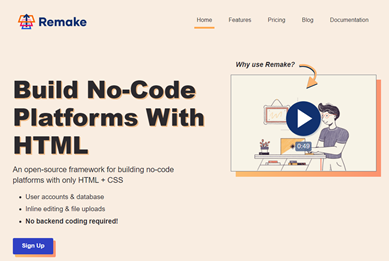 Remake
Home Features Pricing Blog Documentation
Why use Remake?
Build No-Code
Platforms With
HTML
0:49
An open-source framework for building no-code
platforms with only HTML + CSS
User accounts & database
Inline editing & file uploads
No backend coding required!
Sign Up